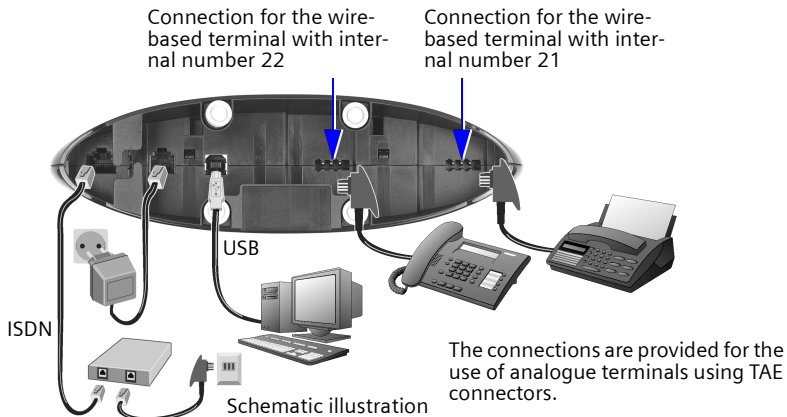 Connection for the wire-
based terminal with inter-
nal number 22
Connection for the wire-
based terminal with inter-
nal number 21
USB
ISDN
The connections are provided for the
use of analogue terminals using TAE
connectors.
Schematic illustration